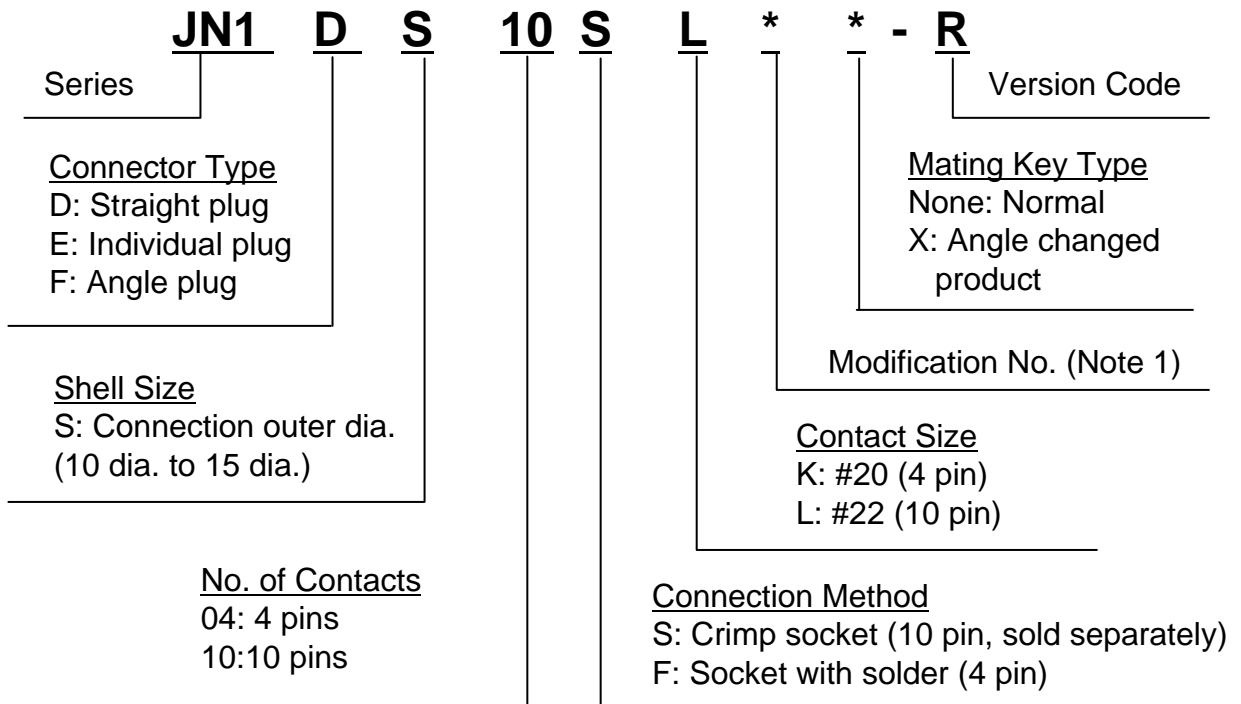 JN1 D S 10 S L * * - R
Series
Version Code
Connector Type
D: Straight plug
E: Individual plug
F: Angle plug
Mating Key Type
None: Normal
X: Angle changed
product
Modification No. (Note 1)
Shell Size
S: Connection outer dia.
(10 dia. to 15 dia.)
Contact Size
K: #20 (4 pin)
L: #22 (10 pin)
No. of Contacts
04: 4 pins
10:10 pins
Connection Method
S: Crimp socket (10 pin, sold separately)
F: Socket with solder (4 pin)